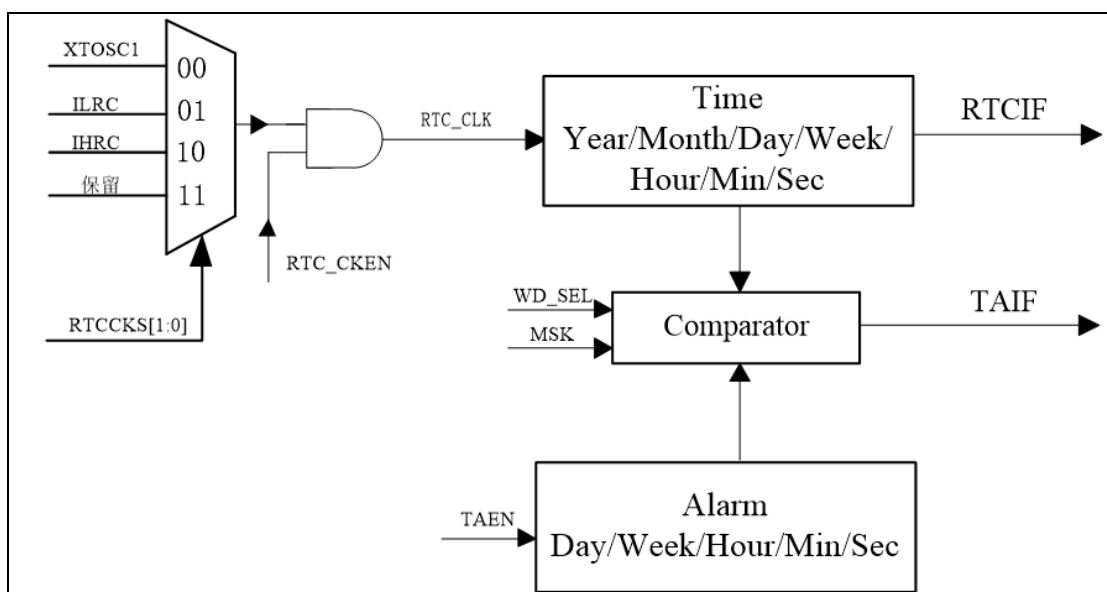 XTOSC1
00
ILRC
01
IHRC
10
保留
11
RTCCKS[1:0]
RTC_CKEN
RTC_CLK
Time
Year/Month/Day/Week/
Hour/Min/Sec
RTCIF
WD_SEL
MSK
Comparator
TAIF
TAEN
Alarm
Day/Week/Hour/Min/Sec